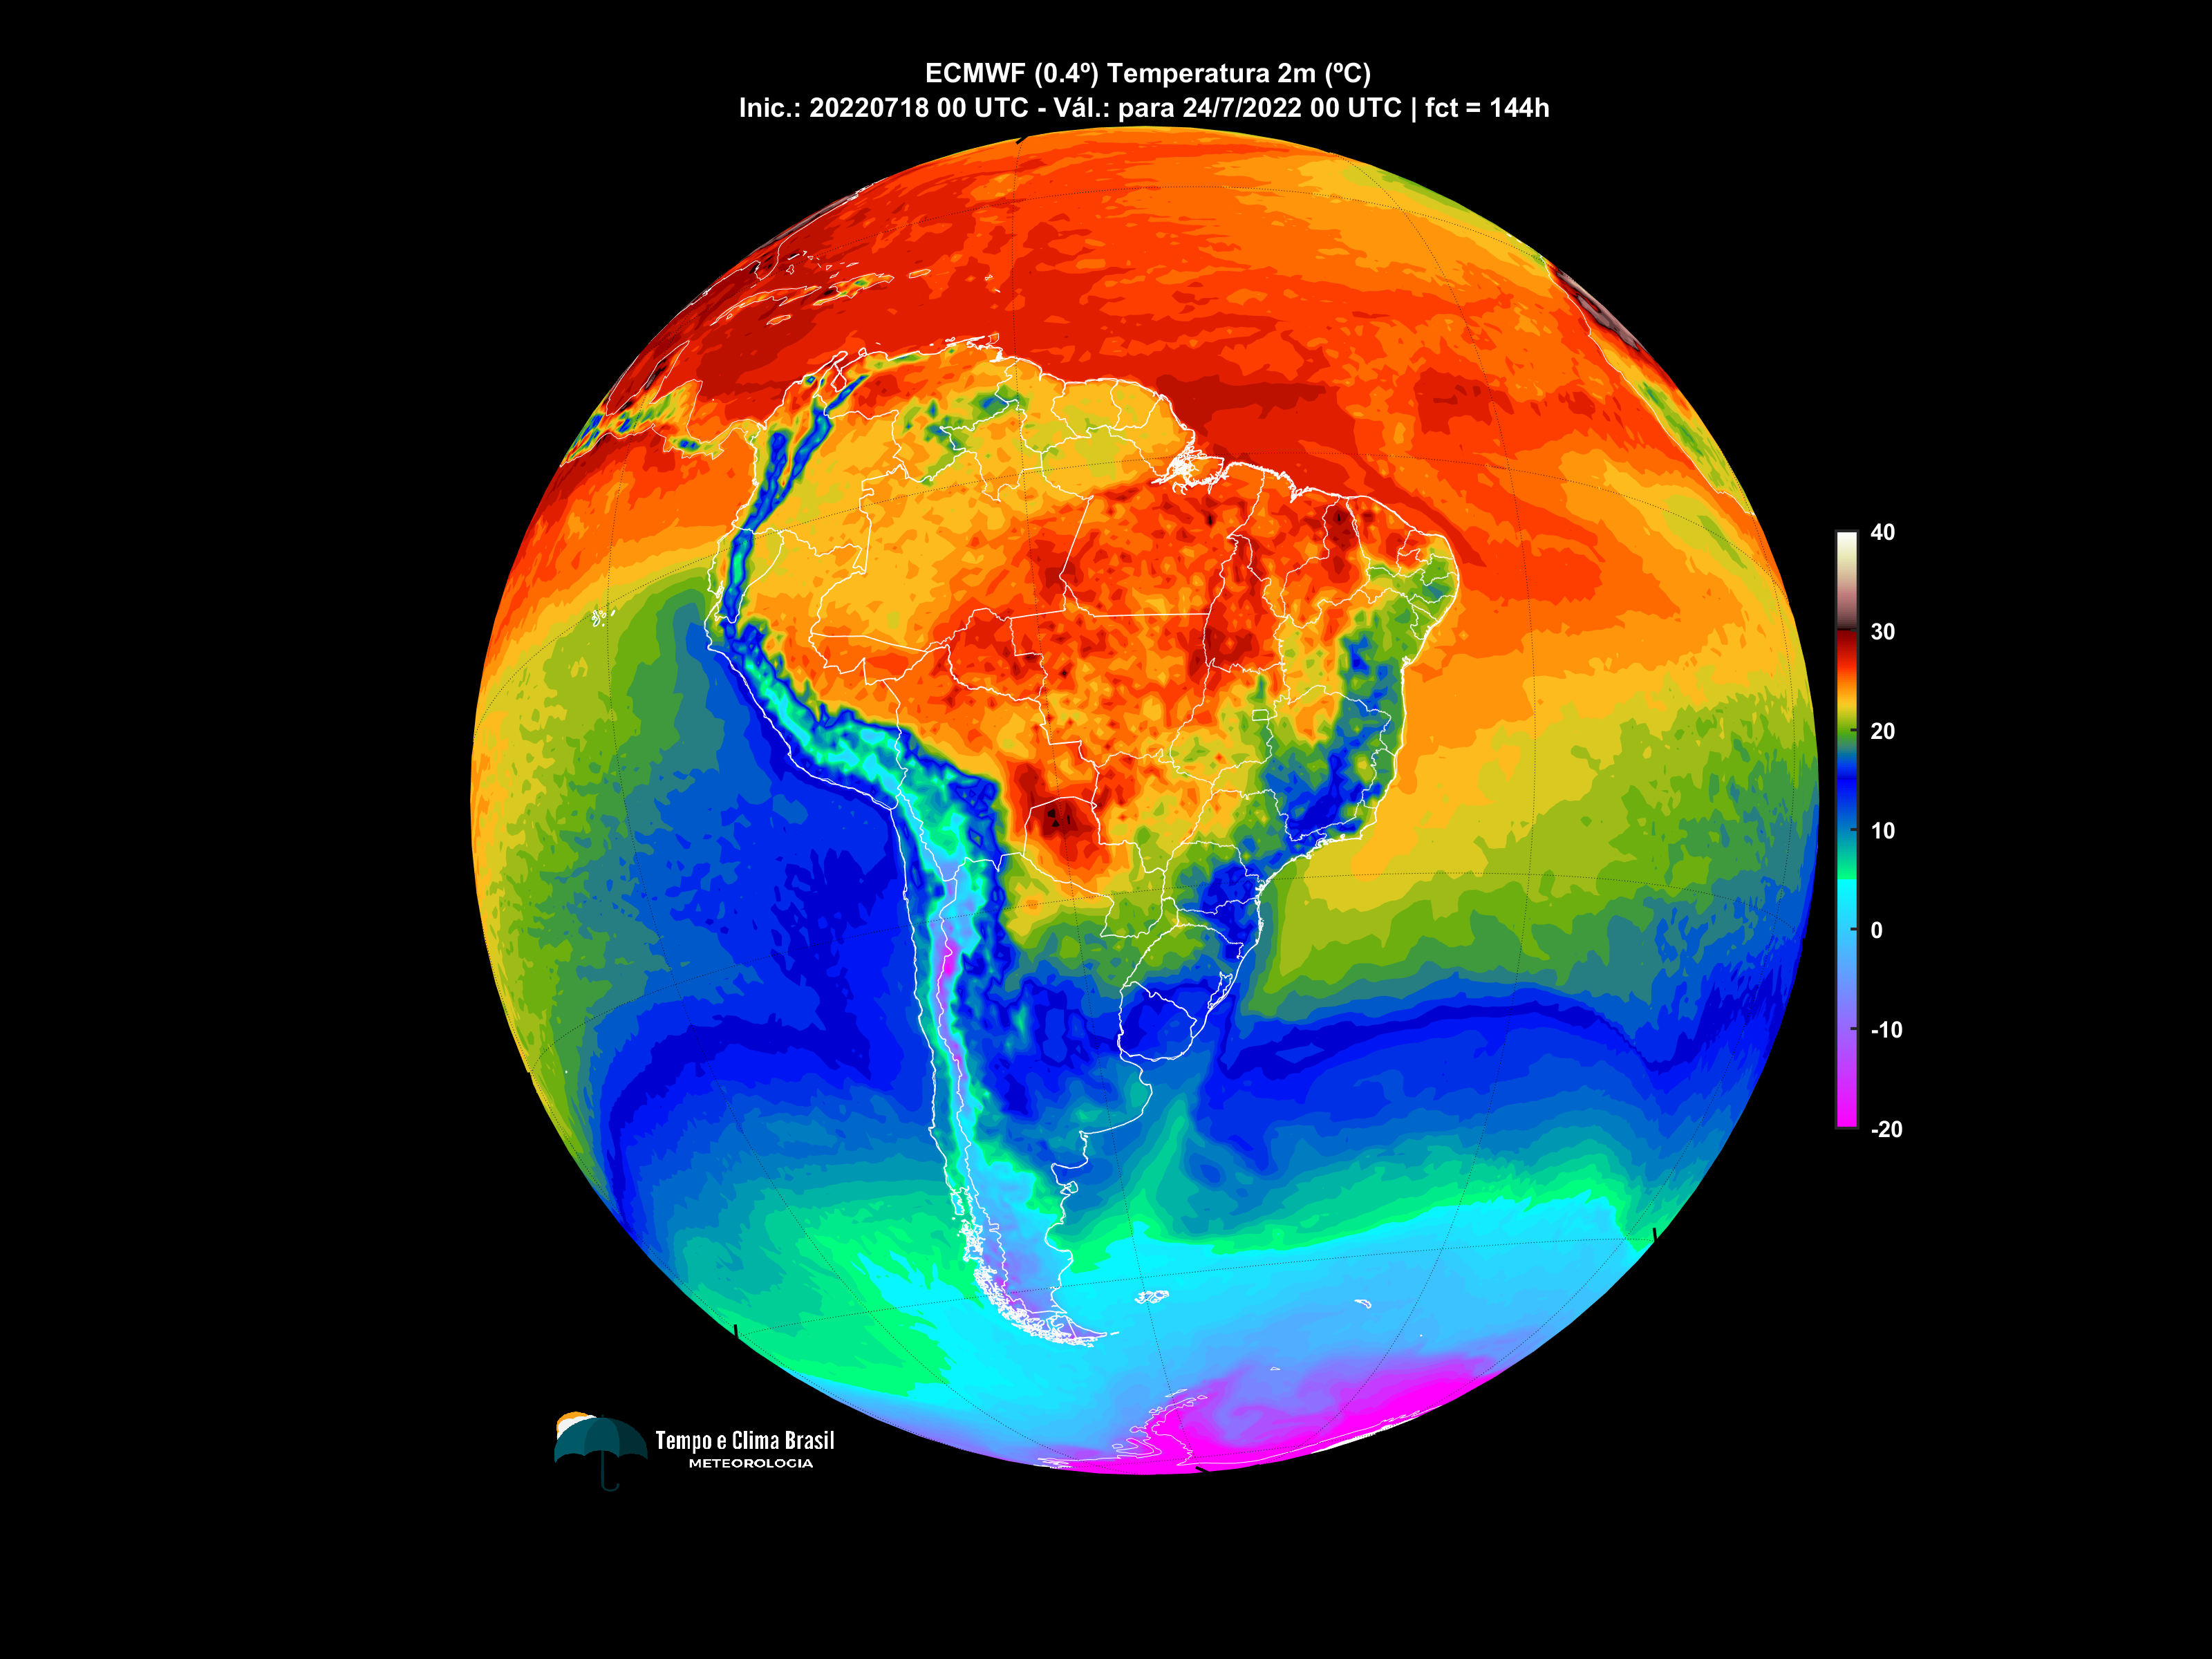 ECMWF (0.4º) Temperatura 2m (ºC)
Inic.: 20220718 00 UTC - Vál.: para 24/7/2022 00 UTC | fct = 144h
40
30
20
10
0
-10
-20
Tempo e Clima Brasil
METEOROLOGIA